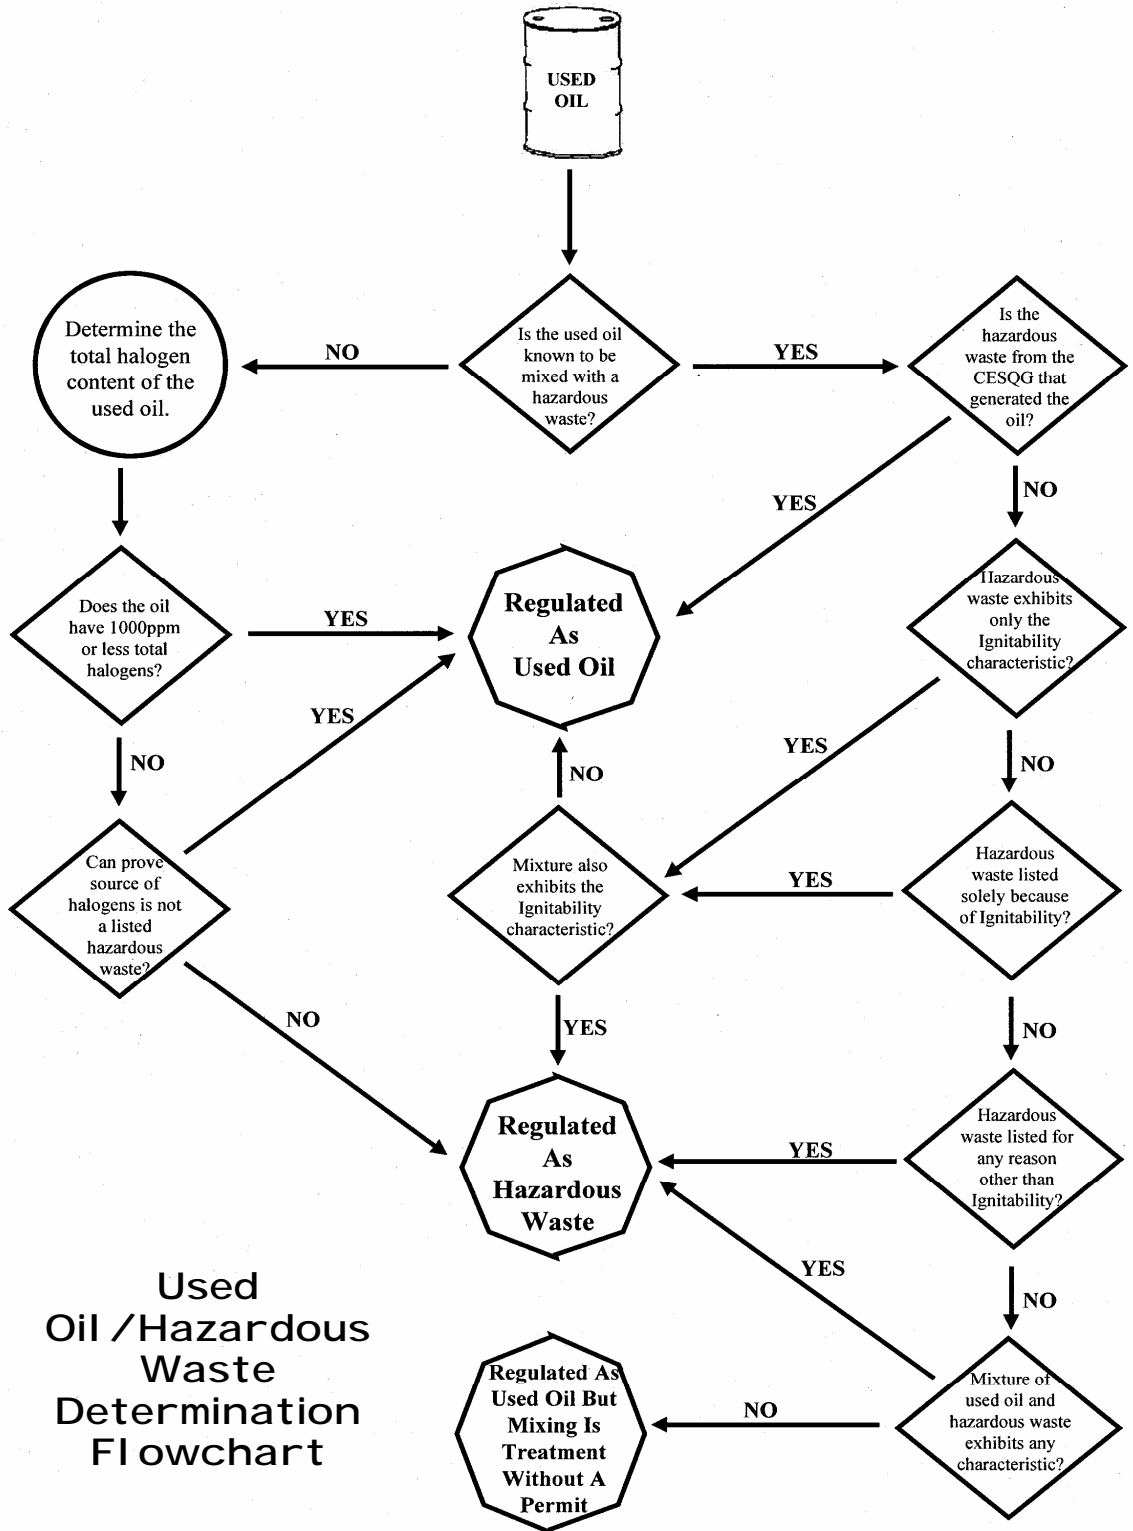 USED
OIL
Determine the
total halogen
content of the
used oil.
NO
Is the used oil
known to be
mixed with a
hazardous
waste?
YES
Is the
hazardous
waste from the
CESQG that
generated the
oil?
YES
NO
Does the oil
have 1000ppm
or less total
halogens?
YES
Regulated
As
Used Oil
Hazardous
waste exhibits
only the
Ignitability
characteristic?
YES
YES
NO
NO
NO
Can prove
source of
halogens is not
a listed
hazardous
waste?
Mixture also
exhibits the
Ignitability
characteristic?
YES
Hazardous
waste listed
solely because
of Ignitability?
NO
YES
NO
Regulated
As
Hazardous
Waste
YES
Hazardous
waste listed for
any reason
other than
Ignitability?
YES
NO
Used
Oil/Hazardous
Waste
Determination
Flowchart
Regulated As
Used Oil But
Mixing Is
Treatment
Without A
Permit
NO
Mixture of
used oil and
hazardous waste
exhibits any
characteristic?